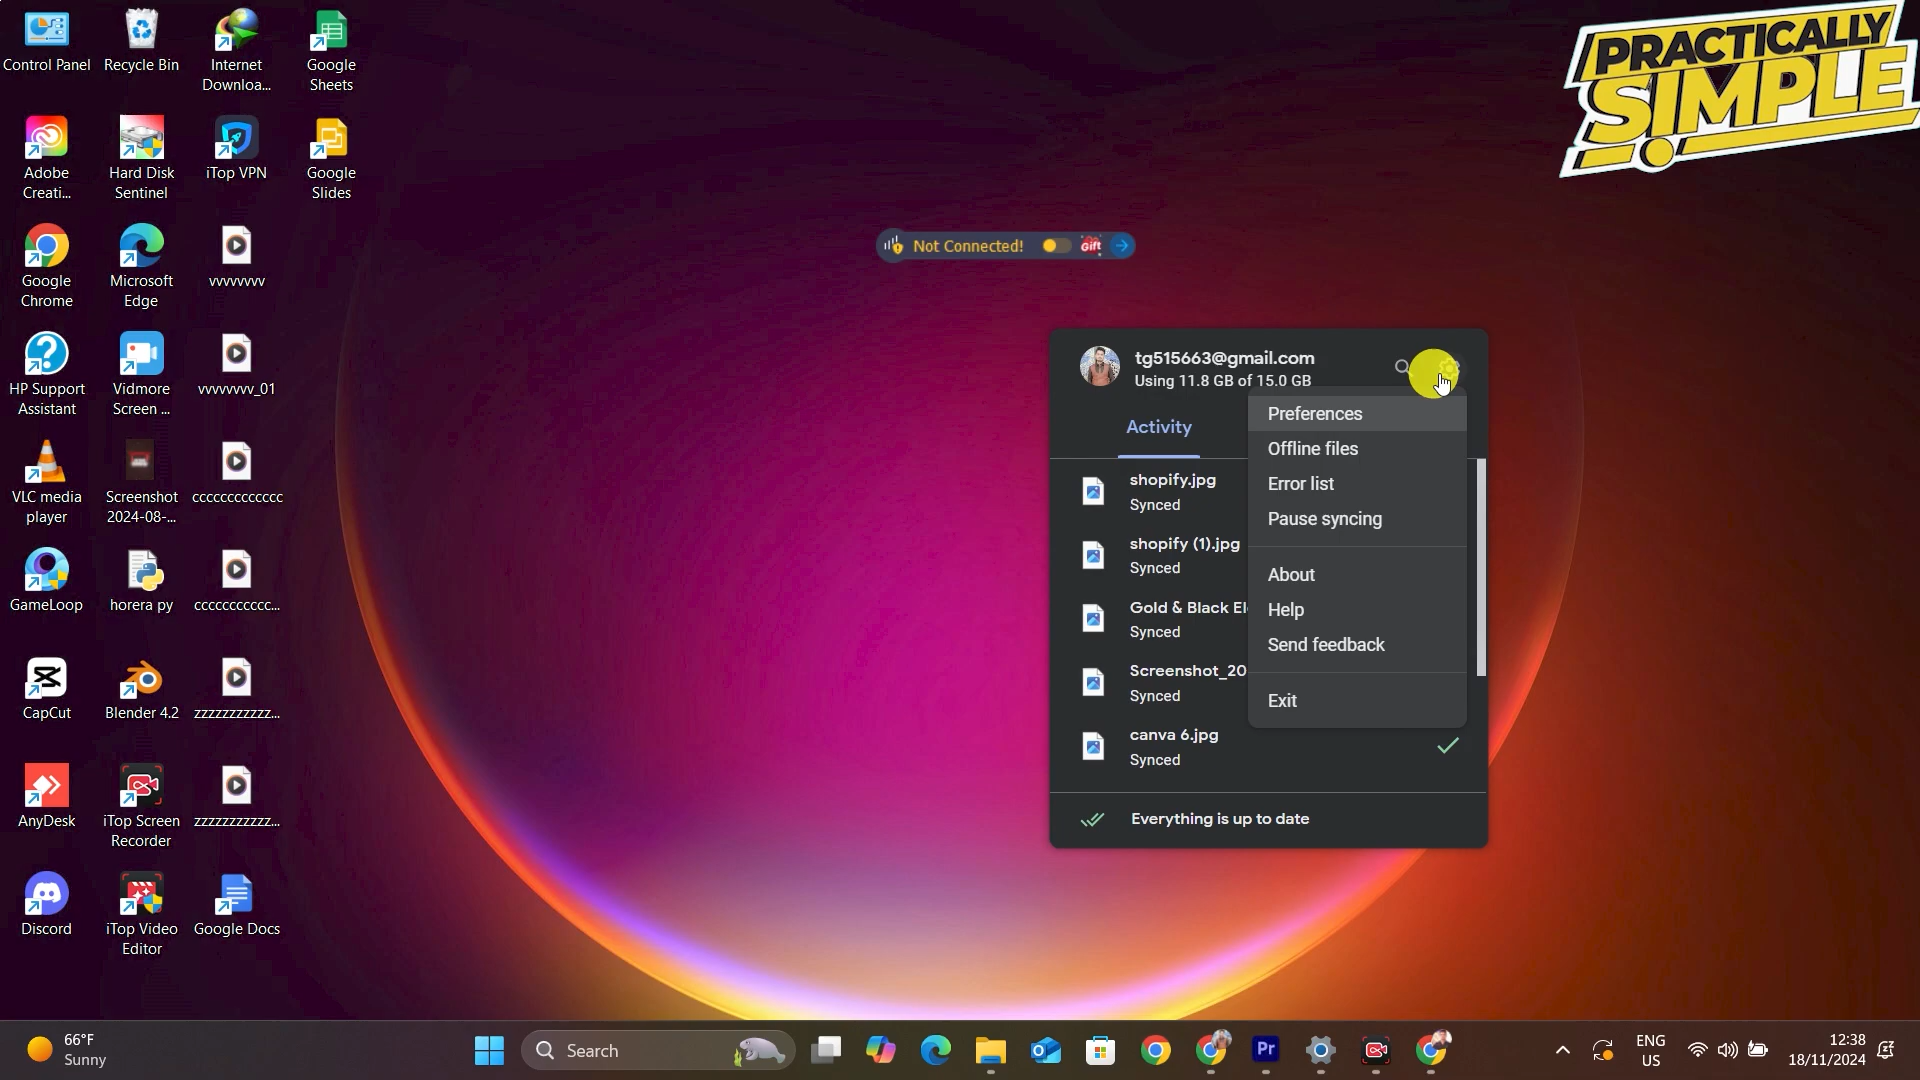 Control Panel
Recycle Bin
Internet
Downloa...
Google
Sheets
Adobe
Creati...
Hard Disk
Sentinel
iTop VPN
Google
Slides
Google
Chrome
Microsoft
Edge
vvvvvvv
HP Support
Assistant
Vidmore
Screen ...
vvvvvvv_01
VLC media
player
Screenshot
2024-08-...
ccccccccccccc
GameLoop
horera py
ccccccccccc...
CapCut
Blender 4.2
zzzzzzzzzzz...
AnyDesk
iTop Screen
Recorder
zzzzzzzzzzz...
Discord
iTop Video
Editor
Google Docs
PRACTICALLY
SIMPLE
Not Connected!
Gift
tg515663@gmail.com
Using 11.8 GB of 15.0 GB
Activity
shopify.jpg
Synced
shopify (1).jpg
Synced
Gold & Black El
Synced
Screenshot_20
Synced
canva 6.jpg
Synced
Everything is up to date
Preferences
Offline files
Error list
Pause syncing
About
Help
Send feedback
Exit
66°F
Sunny
Search
Pr
ENG
US
12:38
18/11/2024